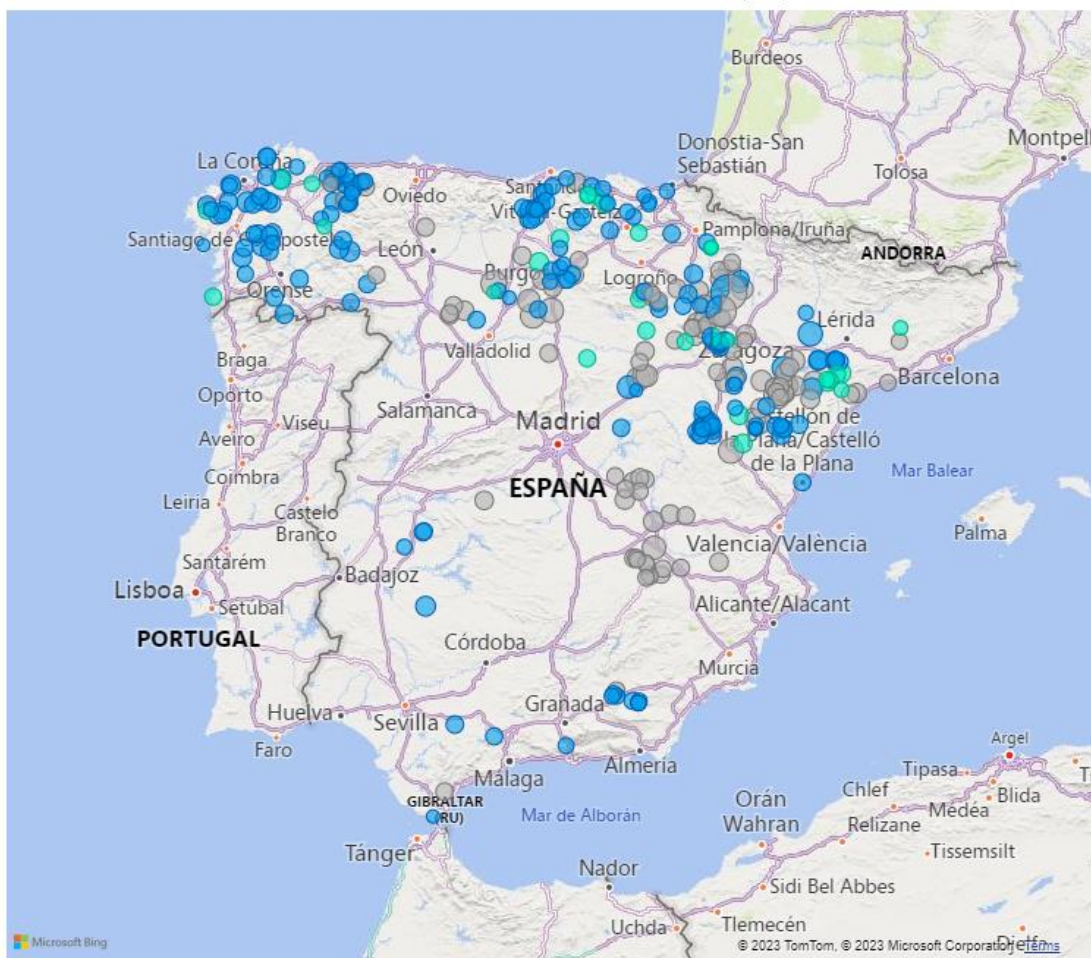 Burdeos
Montpell
Donostia-San
Sebastián
Tolosa
La Coruña
Oviedo
Santiago de
Pamplona/Iruña
ANDORRA
León
Logroño
Orense
Lérida
Braga
Valladolid
Zaragoza
Barcelona
Oporto
Salamanca
Aveiro
Viseu
Madrid
Castellón de
la Plana/Castelló
de la Plana
Coimbra
Mar Balear
ESPAÑA
Leiria
Castelo
Branco
Palma
Santarém
Valencia/València
Badajoz
Lisboa
Setúbal
Alicante/Alacant
PORTUGAL
Córdoba
Murcia
Huelva
Sevilla
Granada
Faro
Almería
Málaga
Argel
Tipasa
GIBRALTAR
(RU)
Mar de Alborán
Orán
Wahran
Chlef
Medéa
Blida
Relizane
Tánger
Tissemsilt
Nador
Sidi Bel Abbes
Uchda
Tlemcén
Microsoft Bing
© 2023 TomTom, © 2023 Microsoft Corporation
Terms